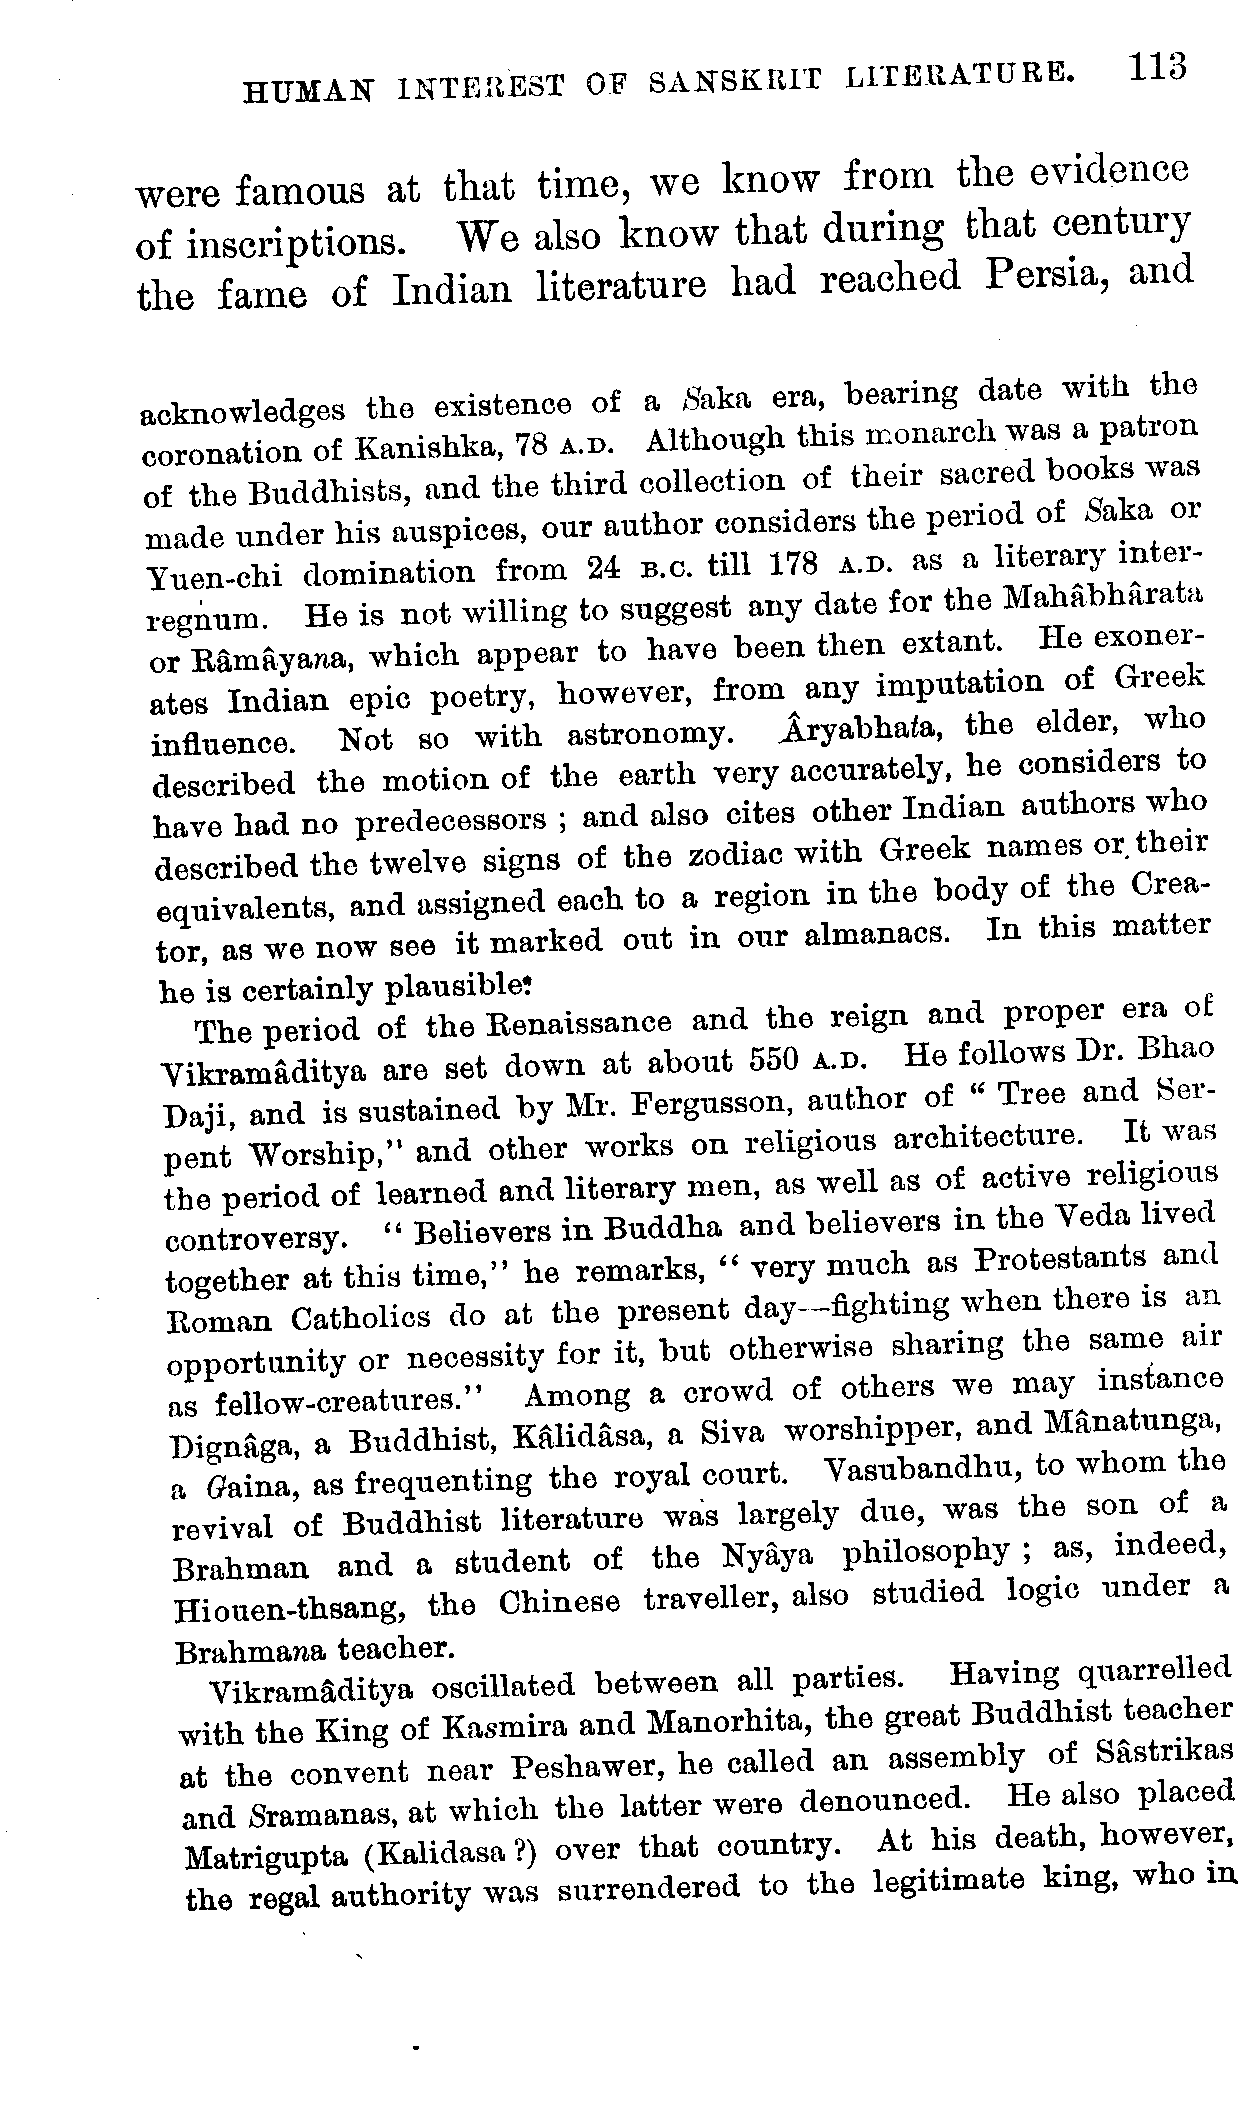 HUMAN INTEREST OF SANSKRIT LITERATURE. 113
were famous at that time, we know from the evidence
of inscriptions. We also know that during that century
the fame of Indian literature had reached Persia, and
acknowledges the existence of a Saka era, bearing date with the
coronation of Kanishka, 78 A.D. Although this monarch was a patron
of the Buddhists, and the third collection of their sacred books was
made under his auspices, our author considers the period of Saka or
Yuen-chi domination from 24 B.C. till 178 A.D. as a literary inter-
regnum. He is not willing to suggest any date for the Mahâbhârata
or Râmâyana, which appear to have been then extant. He exoner-
ates Indian epic poetry, however, from any imputation of Greek
influence. Not so with astronomy. Âryabhata, the elder, who
described the motion of the earth very accurately, he considers to
have had no predecessors ; and also cites other Indian authors who
described the twelve signs of the zodiac with Greek names or their
equivalents, and assigned each to a region in the body of the Crea-
tor, as we now see it marked out in our almanacs. In this matter
he is certainly plausible.
The period of the Renaissance and the reign and proper era of
Vikramâditya are set down at about 550 A.D. He follows Dr. Bhao
Daji, and is sustained by Mr. Fergusson, author of " Tree and Ser-
pent Worship," and other works on religious architecture. It was
the period of learned and literary men, as well as of active religious
controversy. " Believers in Buddha and believers in the Veda lived
together at this time," he remarks, " very much as Protestants and
Roman Catholics do at the present day—fighting when there is an
opportunity or necessity for it, but otherwise sharing the same air
as fellow-creatures." Among a crowd of others we may instance
Dignâga, a Buddhist, Kâlidâsa, a Siva worshipper, and Mânatunga,
a Gaina, as frequenting the royal court. Vasubandhu, to whom the
revival of Buddhist literature was largely due, was the son of a
Brahman and a student of the Nyâya philosophy ; as, indeed,
Hiouen-thsang, the Chinese traveller, also studied logic under a
Brahmana teacher.
Vikramâditya oscillated between all parties. Having quarrelled
with the King of Kasmira and Manorhita, the great Buddhist teacher
at the convent near Peshawer, he called an assembly of Sâstrikas
and Sramanas, at which the latter were denounced. He also placed
Matrigupta (Kalidasa ?) over that country. At his death, however,
the regal authority was surrendered to the legitimate king, who in